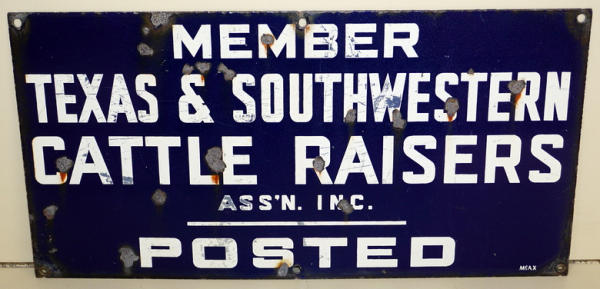 MEMBER
TEXAS & SOUTHWESTERN
CATTLE RAISERS
ASS'N. INC.
POSTED